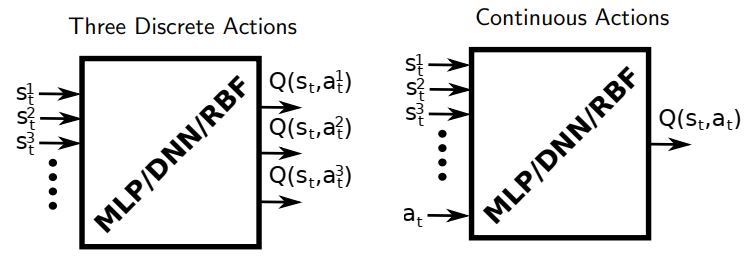 Three Discrete Actions
s_t^1
s_t^2
s_t^3
MLP/DNN/RBF
Q(s_t,a_t^1)
Q(s_t,a_t^2)
Q(s_t,a_t^3)
Continuous Actions
s_t^1
s_t^2
s_t^3
a_t
MLP/DNN/RBF
Q(s_t,a_t)